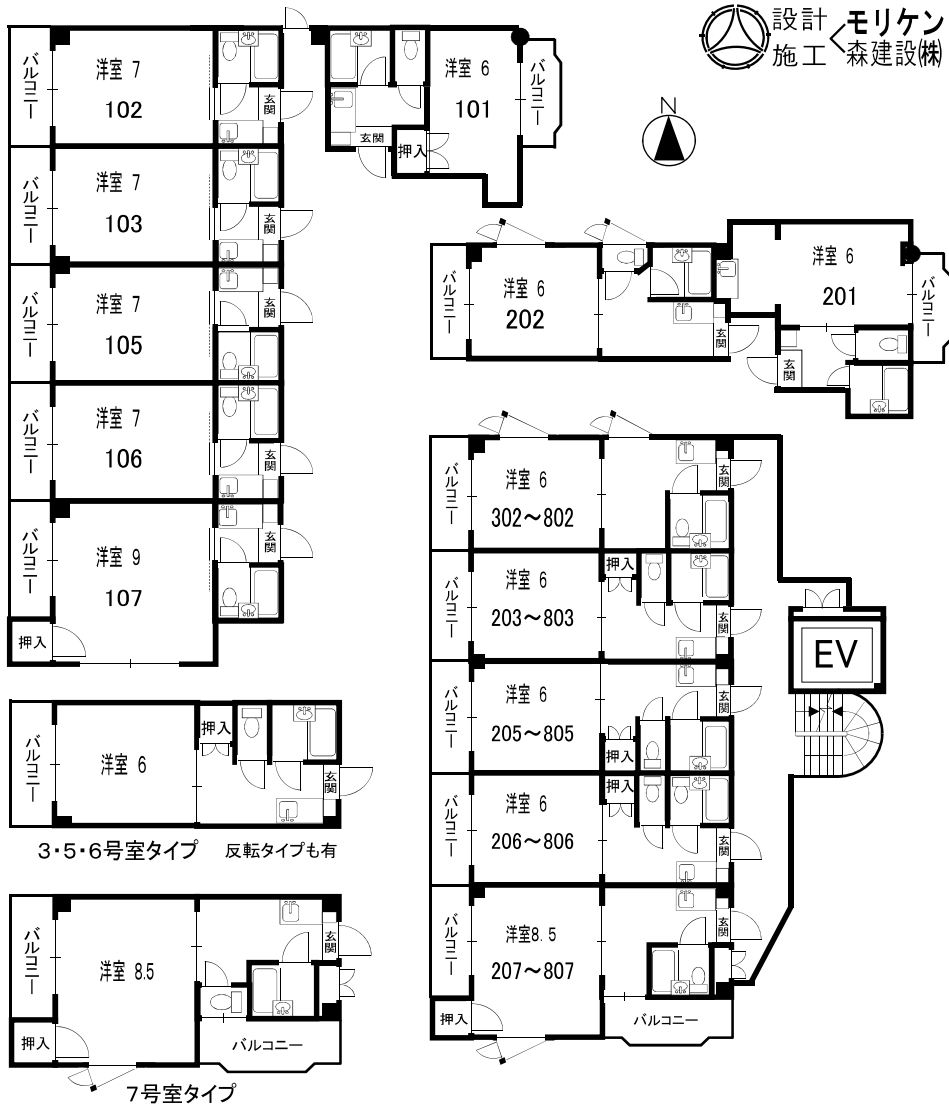 設計
施工
モリケン
森建設㈱
N
バルコニー
洋室 7
102
玄関
バルコニー
洋室 7
103
玄関
バルコニー
洋室 7
105
玄関
バルコニー
洋室 7
106
玄関
バルコニー
洋室 9
107
玄関
押入
玄関
押入
洋室 6
101
バルコニー
バルコニー
洋室 6
202
玄関
洋室 6
201
玄関
バルコニー
バルコニー
洋室 6
302～802
玄関
バルコニー
洋室 6
203～803
押入
玄関
バルコニー
洋室 6
205～805
押入
玄関
バルコニー
洋室 6
206～806
押入
玄関
バルコニー
洋室8.5
207～807
玄関
押入
バルコニー
EV
バルコニー
洋室 6
押入
玄関
3・5・6号室タイプ 反転タイプも有
バルコニー
洋室 8.5
玄関
押入
バルコニー
7号室タイプ